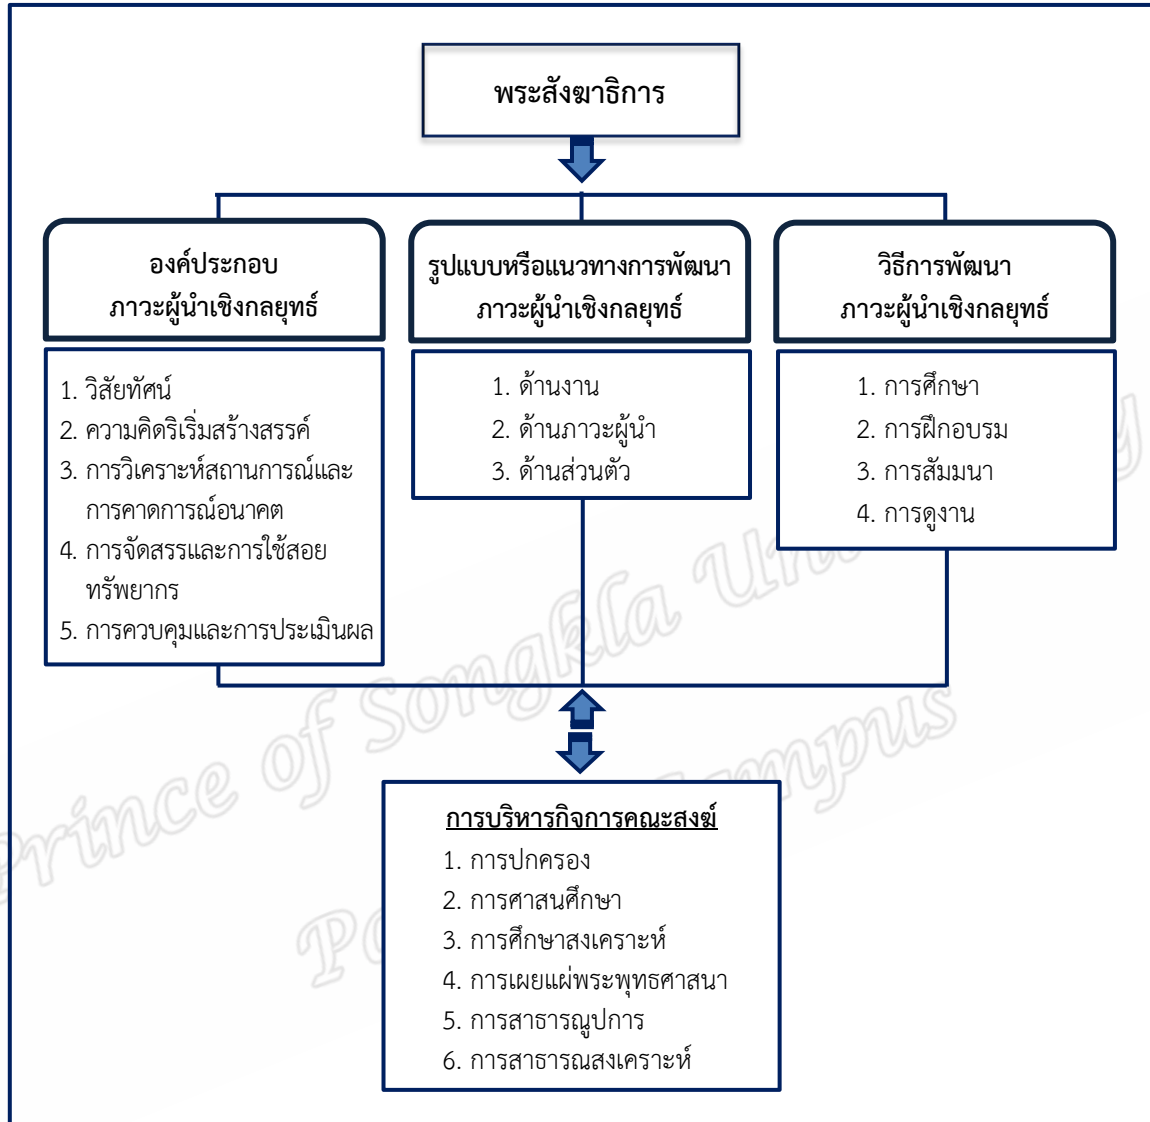 พระสังฆาธิการ
องค์ประกอบ
ภาวะผู้นำเชิงกลยุทธ์
1. วิสัยทัศน์
2. ความคิดริเริ่มสร้างสรรค์
3. การวิเคราะห์สถานการณ์และ
การคาดการณ์อนาคต
4. การจัดสรรและการใช้สอย
ทรัพยากร
5. การควบคุมและการประเมินผล
รูปแบบหรือแนวทางการพัฒนา
ภาวะผู้นำเชิงกลยุทธ์
1. ด้านงาน
2. ด้านภาวะผู้นำ
3. ด้านส่วนตัว
วิธีการพัฒนา
ภาวะผู้นำเชิงกลยุทธ์
1. การศึกษา
2. การฝึกอบรม
3. การสัมมนา
4. การดูงาน
การบริหารกิจการคณะสงฆ์
1. การปกครอง
2. การศาสนศึกษา
3. การศึกษาสงเคราะห์
4. การเผยแผ่พระพุทธศาสนา
5. การสาธารณูปการ
6. การสาธารณสงเคราะห์
Prince of Songkla